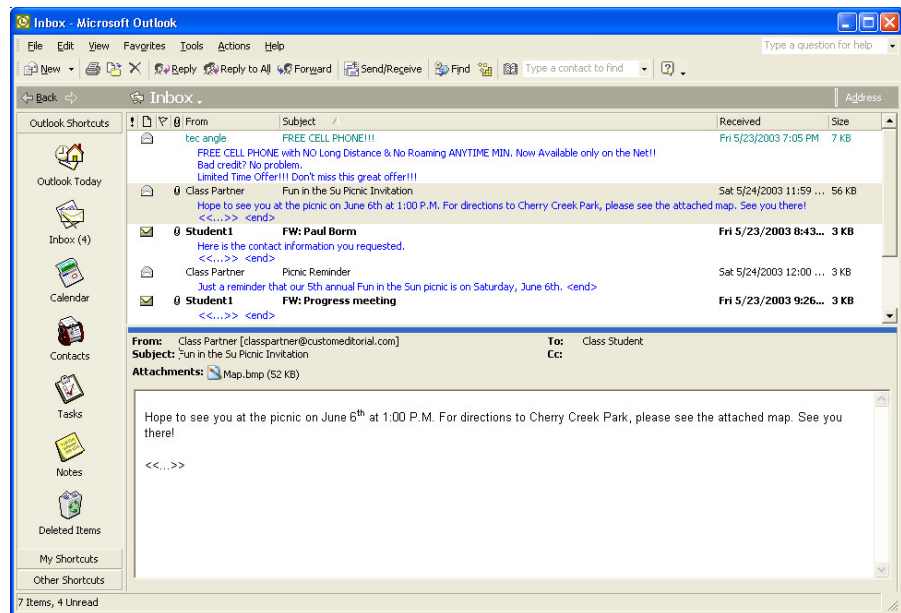 Inbox - Microsoft Outlook
File Edit View Favorites Tools Actions Help Type a question for help
New Reply Reply to All Forward Send/Receive Find Type a contact to find
Back Inbox Address
Outlook Shortcuts
Outlook Today
Inbox (4)
Calendar
Contacts
Tasks
Notes
Deleted Items
My Shortcuts
Other Shortcuts
! From Subject Received Size
tec angle FREE CELL PHONE!!! Fri 5/23/2003 7:05 PM 7 KB
FREE CELL PHONE with NO Long Distance & No Roaming ANYTIME MIN. Now Available only on the Net!!
Bad credit? No problem.
Limited Time Offer!!! Don't miss this great offer!!!
Class Partner Fun in the Su Picnic Invitation Sat 5/24/2003 11:59 ... 56 KB
Hope to see you at the picnic on June 6th at 1:00 P.M. For directions to Cherry Creek Park, please see the attached map. See you there!
<<...>> <end>
Student1 FW: Paul Borm Fri 5/23/2003 8:43... 3 KB
Here is the contact information you requested.
<<...>> <end>
Class Partner Picnic Reminder Sat 5/24/2003 12:00 ... 3 KB
Just a reminder that our 5th annual Fun in the Sun picnic is on Saturday, June 6th. <end>
Student1 FW: Progress meeting Fri 5/23/2003 9:26... 3 KB
<<...>> <end>
From: Class Partner [classpartner@customeditorial.com] To: Class Student
Subject: Fun in the Su Picnic Invitation Cc:
Attachments: Map.bmp (52 KB)
Hope to see you at the picnic on June 6th at 1:00 P.M. For directions to Cherry Creek Park, please see the attached map. See you
there!
<<...>>
7 Items, 4 Unread